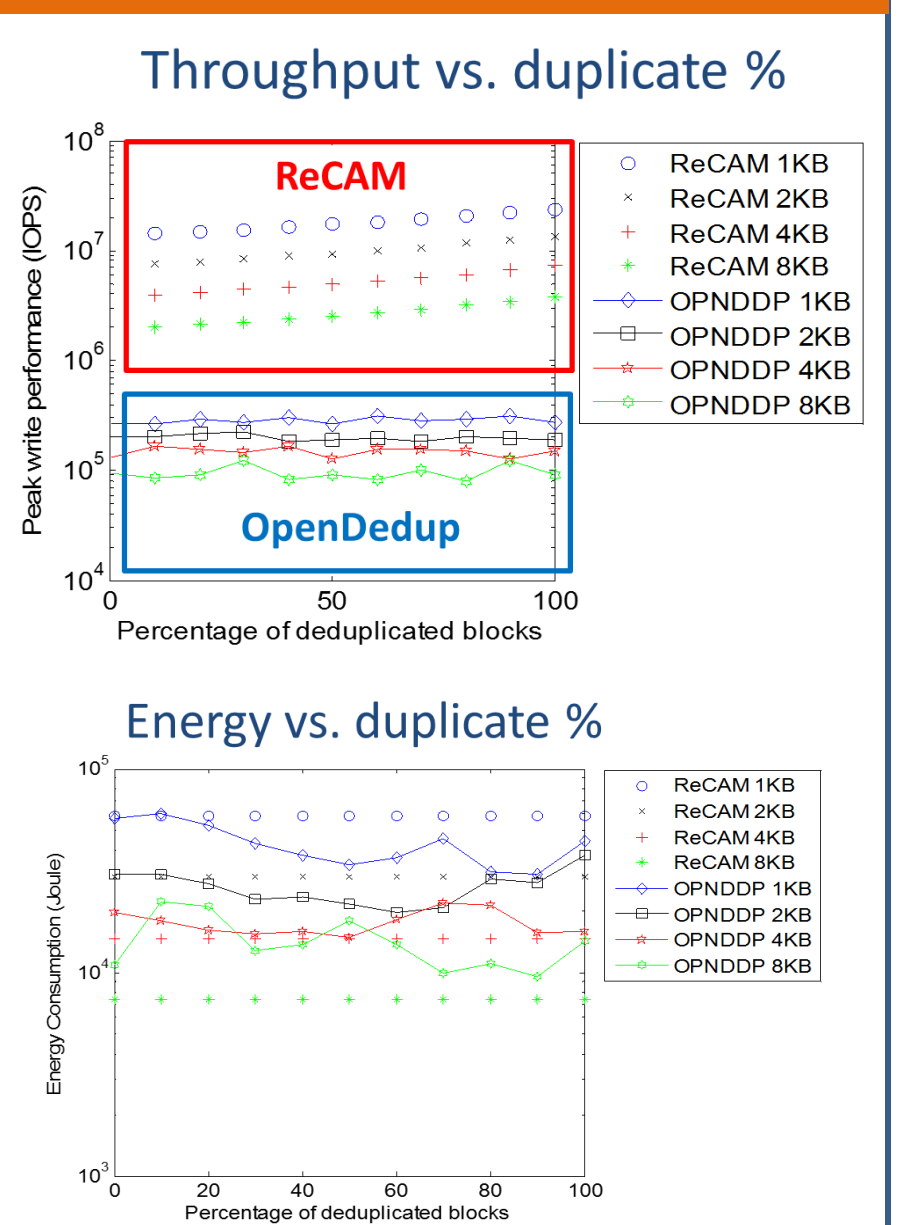 Throughput vs. duplicate %
10^8
10^7
10^6
10^5
10^4
Peak write performance (IOPS)
ReCAM
OpenDedup
0 50 100
Percentage of deduplicated blocks
ReCAM 1KB
ReCAM 2KB
ReCAM 4KB
ReCAM 8KB
OPNDDP 1KB
OPNDDP 2KB
OPNDDP 4KB
OPNDDP 8KB
Energy vs. duplicate %
10^5
10^4
10^3
Energy Consumption (Joule)
0 20 40 60 80 100
Percentage of deduplicated blocks
ReCAM 1KB
ReCAM 2KB
ReCAM 4KB
ReCAM 8KB
OPNDDP 1KB
OPNDDP 2KB
OPNDDP 4KB
OPNDDP 8KB